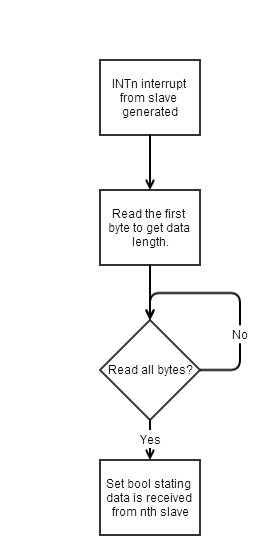 INTn interrupt
from slave
generated
Read the first
byte to get data
length.
No
Read all bytes?
Yes
Set bool stating
data is received
from nth slave